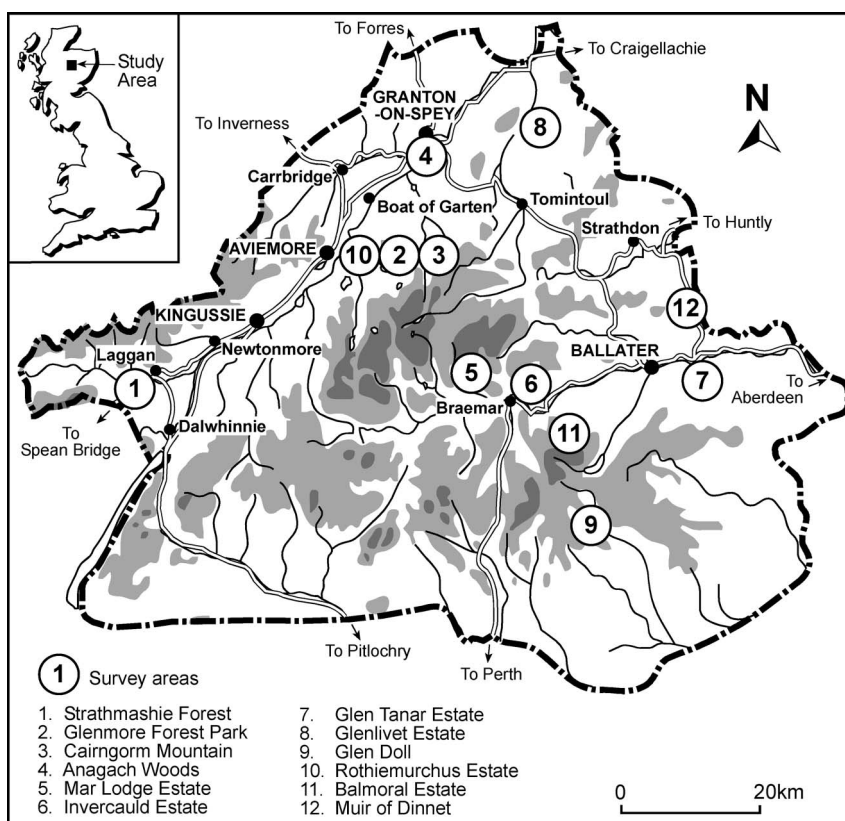 Study
Area
To Forres
To Craigellachie
GRANTON
-ON-SPEY
N
8
To Inverness
4
Carrbridge
Boat of Garten
Tomintoul
Strathdon
To Huntly
AVIEMORE
10
2
3
12
KINGUSSIE
Newtonmore
Laggan
1
5
6
BALLATER
7
To
Aberdeen
Braemar
To
Spean Bridge
Dalwhinnie
11
9
To Pitlochry
To Perth
1 Survey areas
1. Strathmashie Forest
2. Glenmore Forest Park
3. Cairngorm Mountain
4. Anagach Woods
5. Mar Lodge Estate
6. Invercauld Estate
7. Glen Tanar Estate
8. Glenlivet Estate
9. Glen Doll
10. Rothiemurchus Estate
11. Balmoral Estate
12. Muir of Dinnet
0 20km